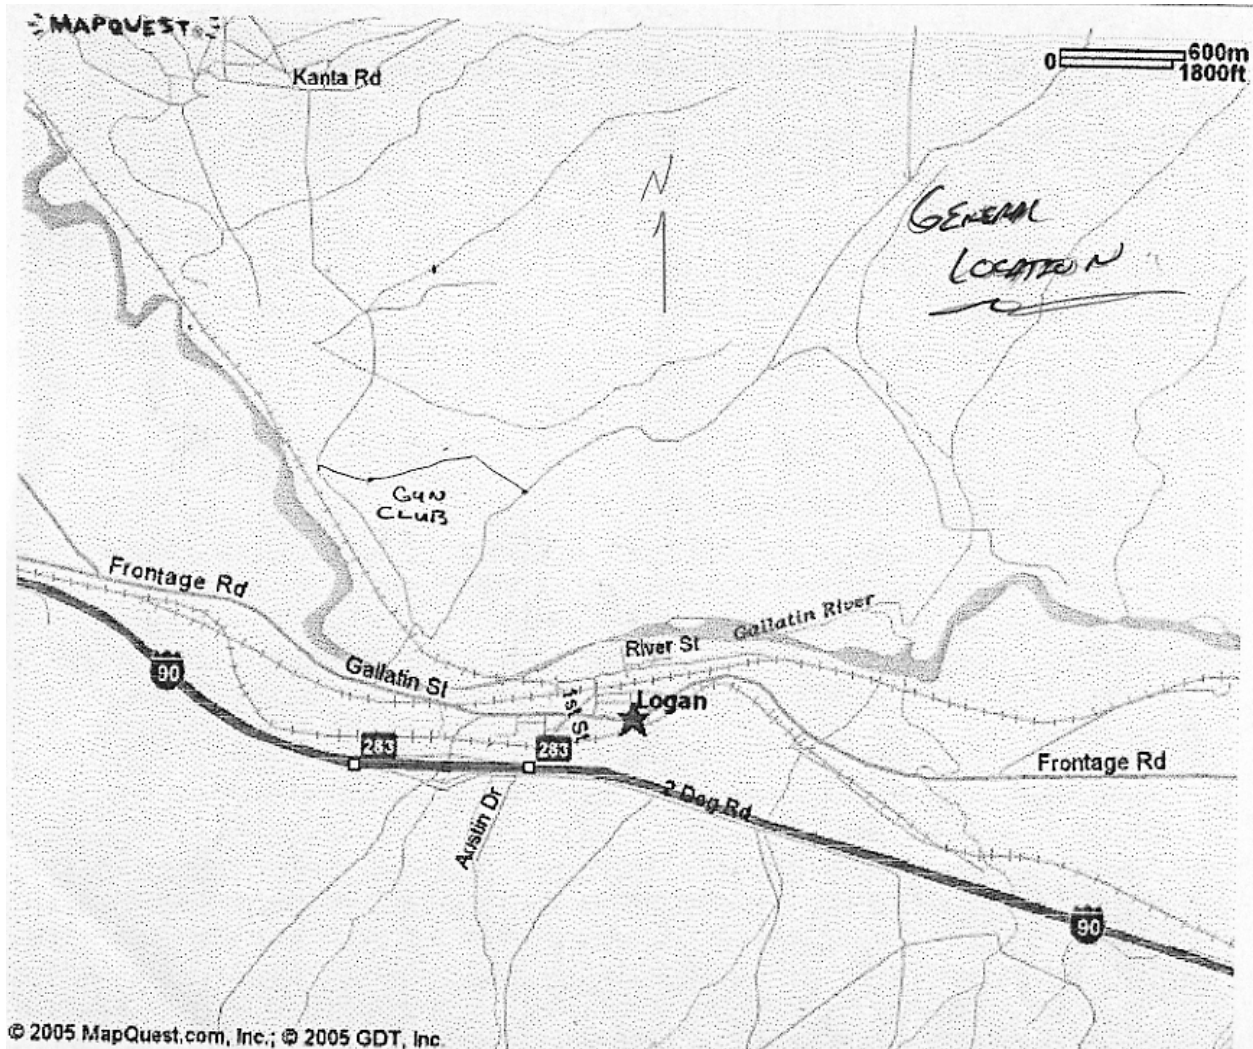 MAPQUEST
0 600m
1800ft
Kanta Rd
N
GENERAL
LOCATION
GUN
CLUB
Frontage Rd
Gallatin River
River St
90
Gallatin St
1st St
Logan
283
283
Frontage Rd
2 Dog Rd
Austin Dr
90
© 2005 MapQuest.com, Inc.; © 2005 GDT, Inc.